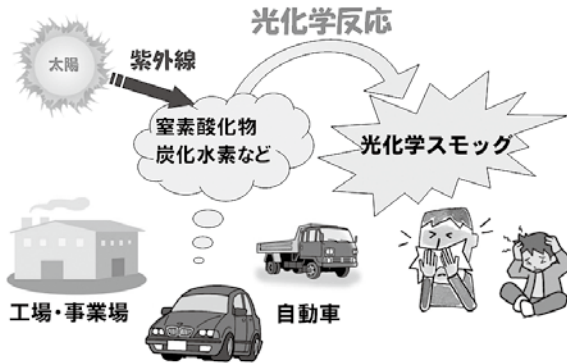 光化学反応
太陽
紫外線
窒素酸化物
炭化水素など
光化学スモッグ
工場・事業場
自動車